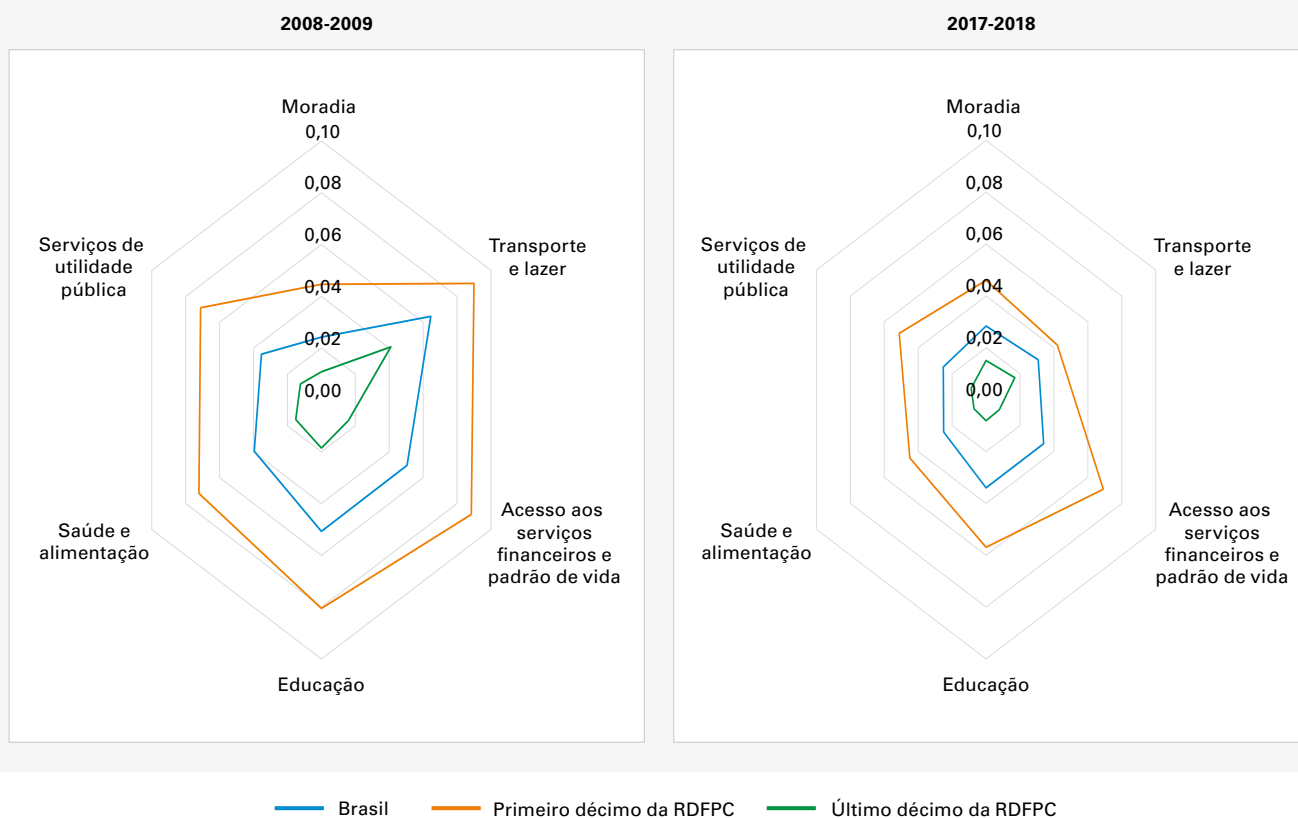 2008-2009
Moradia
0,10
0,08
0,06
0,04
0,02
0,00
Transporte
e lazer
Acesso aos
serviços
financeiros e
padrão de vida
Educação
Saúde e
alimentação
Serviços de
utilidade
pública
2017-2018
Moradia
0,10
0,08
0,06
0,04
0,02
0,00
Transporte
e lazer
Acesso aos
serviços
financeiros e
padrão de vida
Educação
Saúde e
alimentação
Serviços de
utilidade
pública
Brasil
Primeiro décimo da RDFPC
Último décimo da RDFPC